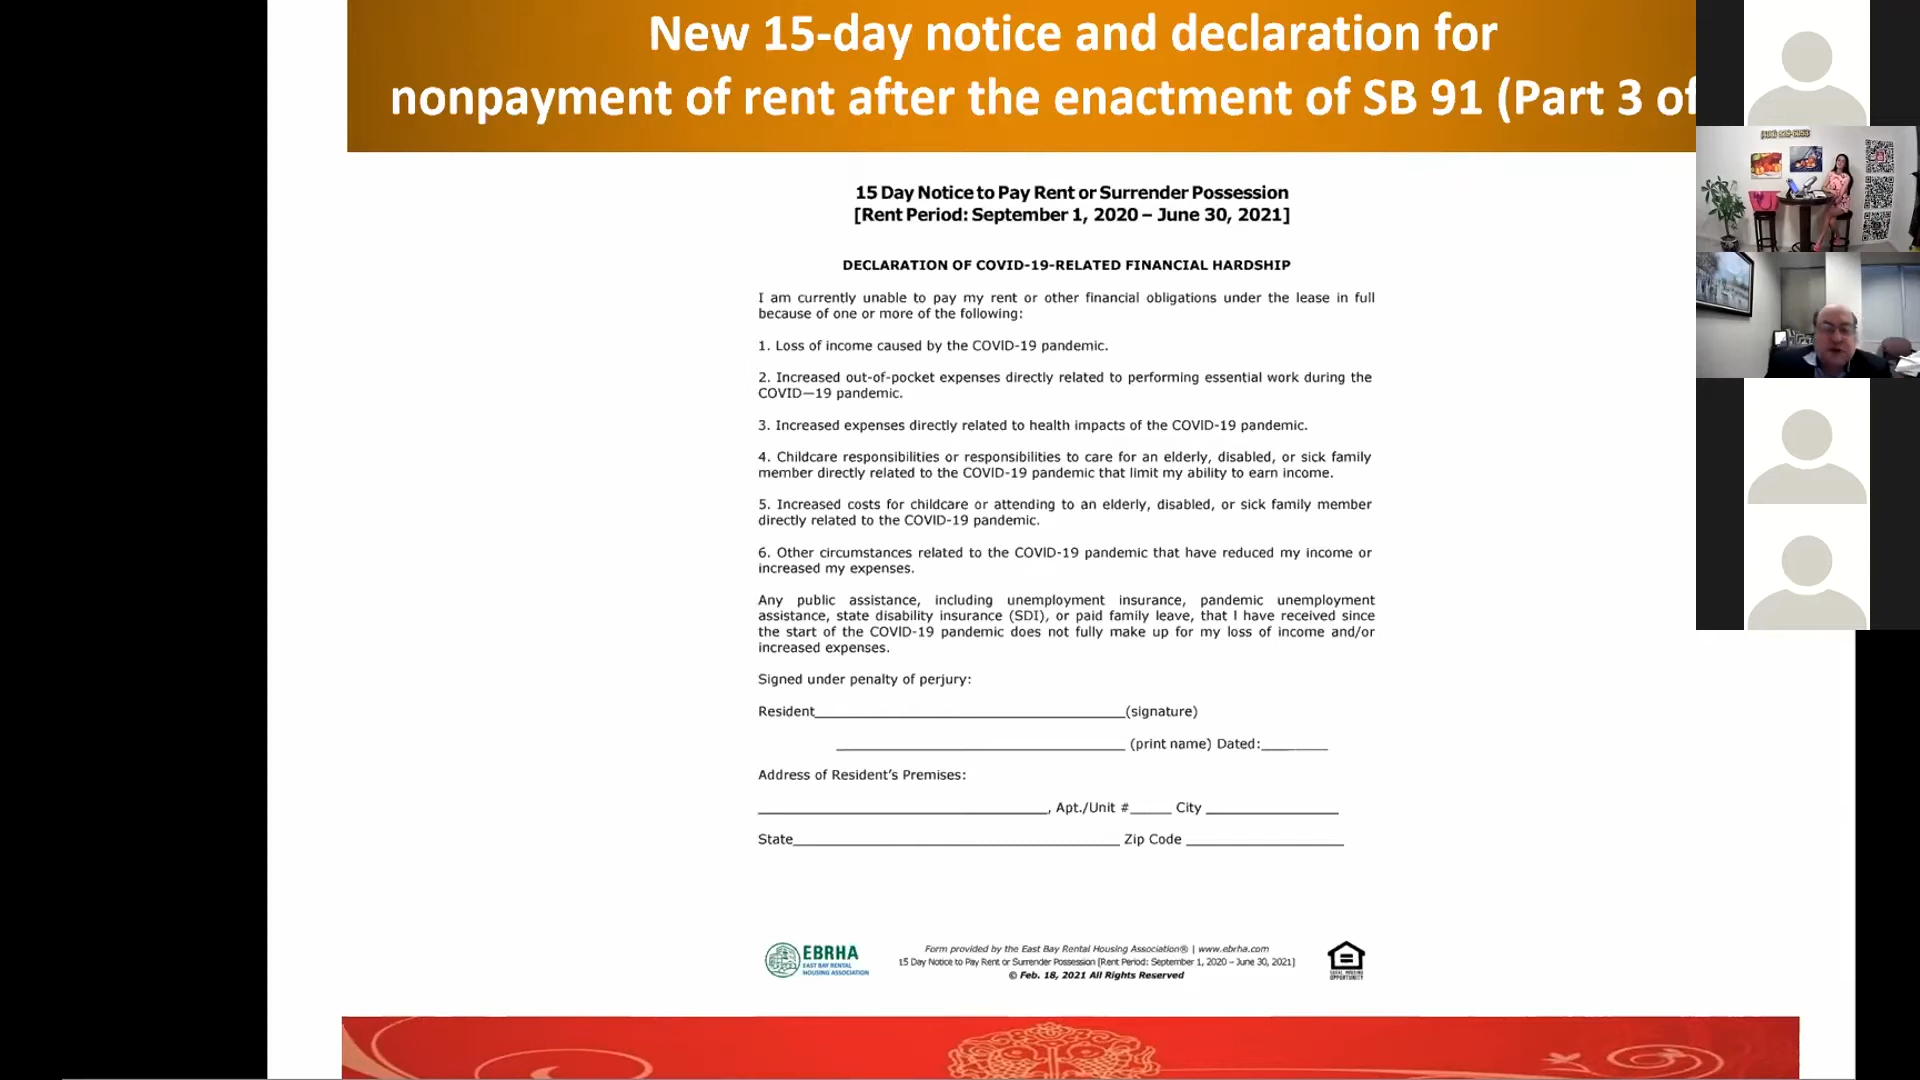 New 15-day notice and declaration for
nonpayment of rent after the enactment of SB 91 (Part 3 of
15 Day Notice to Pay Rent or Surrender Possession
[Rent Period: September 1, 2020 – June 30, 2021]
DECLARATION OF COVID-19-RELATED FINANCIAL HARDSHIP
I am currently unable to pay my rent or other financial obligations under the lease in full
because of one or more of the following:
1. Loss of income caused by the COVID-19 pandemic.
2. Increased out-of-pocket expenses directly related to performing essential work during the
COVID—19 pandemic.
3. Increased expenses directly related to health impacts of the COVID-19 pandemic.
4. Childcare responsibilities or responsibilities to care for an elderly, disabled, or sick family
member directly related to the COVID-19 pandemic that limit my ability to earn income.
5. Increased costs for childcare or attending to an elderly, disabled, or sick family member
directly related to the COVID-19 pandemic.
6. Other circumstances related to the COVID-19 pandemic that have reduced my income or
increased my expenses.
Any public assistance, including unemployment insurance, pandemic unemployment
assistance, state disability insurance (SDI), or paid family leave, that I have received since
the start of the COVID-19 pandemic does not fully make up for my loss of income and/or
increased expenses.
Signed under penalty of perjury:
Resident______________________________(signature)
______________________________ (print name) Dated:_________
Address of Resident's Premises:
______________________________, Apt./Unit #_____ City ______________
State______________________________ Zip Code ________________
EBRHA
EAST BAY RENTAL
HOUSING ASSOCIATION
Form provided by the East Bay Rental Housing Association® | www.ebrha.com
15 Day Notice to Pay Rent or Surrender Possession [Rent Period: September 1, 2020 – June 30, 2021]
© Feb. 18, 2021 All Rights Reserved
EQUAL HOUSING
OPPORTUNITY